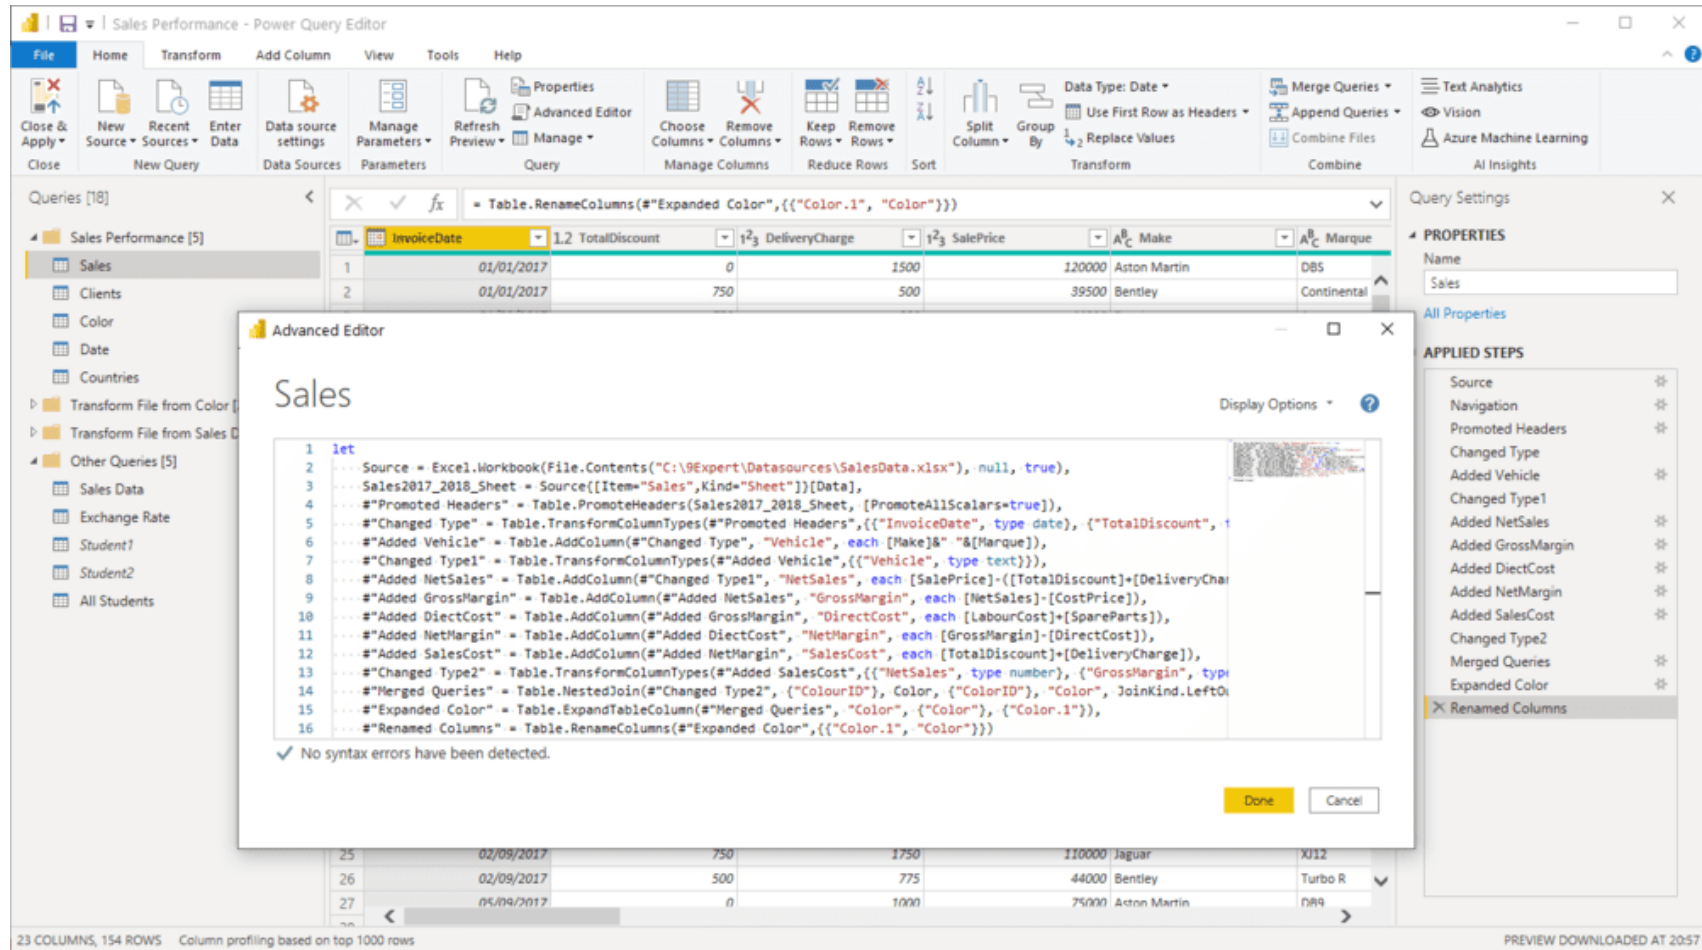 Sales Performance - Power Query Editor
File Home Transform Add Column View Tools Help
Close & Apply
New Source
Recent Sources
Enter Data
Data source settings
Manage Parameters
Refresh Preview
Properties
Advanced Editor
Manage
Choose Columns
Remove Columns
Keep Rows
Remove Rows
Split Column
Group By
Data Type: Date
Use First Row as Headers
Replace Values
Merge Queries
Append Queries
Combine Files
Text Analytics
Vision
Azure Machine Learning
Close New Query Data Sources Parameters Query Manage Columns Reduce Rows Sort Transform Combine AI Insights
Queries [18]
Sales Performance [5]
Sales
Clients
Color
Date
Countries
Transform File from Color [
Transform File from Sales D
Other Queries [5]
Sales Data
Exchange Rate
Student1
Student2
All Students
fx = Table.RenameColumns(#"Expanded Color",{{"Color.1", "Color"}})
InvoiceDate 1.2 TotalDiscount 123 DeliveryCharge 123 SalePrice ABC Make ABC Marque
1 01/01/2017 0 1500 120000 Aston Martin DBS
2 01/01/2017 750 500 39500 Bentley Continental
Advanced Editor
Sales
Display Options
1 let
2 Source = Excel.Workbook(File.Contents("C:\9Expert\Datasources\SalesData.xlsx"), null, true),
3 Sales2017_2018_Sheet = Source{[Item="Sales",Kind="Sheet"]}[Data],
4 #"Promoted Headers" = Table.PromoteHeaders(Sales2017_2018_Sheet, [PromoteAllScalars=true]),
5 #"Changed Type" = Table.TransformColumnTypes(#"Promoted Headers",{{"InvoiceDate", type date}, {"TotalDiscount", t
6 #"Added Vehicle" = Table.AddColumn(#"Changed Type", "Vehicle", each [Make]&" "&[Marque]),
7 #"Changed Type1" = Table.TransformColumnTypes(#"Added Vehicle",{{"Vehicle", type text}}),
8 #"Added NetSales" = Table.AddColumn(#"Changed Type1", "NetSales", each [SalePrice]-([TotalDiscount]+[DeliveryChar
9 #"Added GrossMargin" = Table.AddColumn(#"Added NetSales", "GrossMargin", each [NetSales]-[CostPrice]),
10 #"Added DiectCost" = Table.AddColumn(#"Added GrossMargin", "DirectCost", each [LabourCost]+[SpareParts]),
11 #"Added NetMargin" = Table.AddColumn(#"Added DiectCost", "NetMargin", each [GrossMargin]-[DirectCost]),
12 #"Added SalesCost" = Table.AddColumn(#"Added NetMargin", "SalesCost", each [TotalDiscount]+[DeliveryCharge]),
13 #"Changed Type2" = Table.TransformColumnTypes(#"Added SalesCost",{{"NetSales", type number}, {"GrossMargin", type
14 #"Merged Queries" = Table.NestedJoin(#"Changed Type2", {"ColourID"}, Color, {"ColorID"}, "Color", JoinKind.LeftOu
15 #"Expanded Color" = Table.ExpandTableColumn(#"Merged Queries", "Color", {"Color"}, {"Color.1"}),
16 #"Renamed Columns" = Table.RenameColumns(#"Expanded Color",{{"Color.1", "Color"}})
No syntax errors have been detected.
Done Cancel
25 02/09/2017 750 1750 110000 Jaguar XJ12
26 02/09/2017 500 775 44000 Bentley Turbo R
27 05/09/2017 0 1000 75000 Aston Martin DB9
Query Settings
PROPERTIES
Name
Sales
All Properties
APPLIED STEPS
Source
Navigation
Promoted Headers
Changed Type
Added Vehicle
Changed Type1
Added NetSales
Added GrossMargin
Added DiectCost
Added NetMargin
Added SalesCost
Changed Type2
Merged Queries
Expanded Color
Renamed Columns
23 COLUMNS, 154 ROWS Column profiling based on top 1000 rows
PREVIEW DOWNLOADED AT 20:57